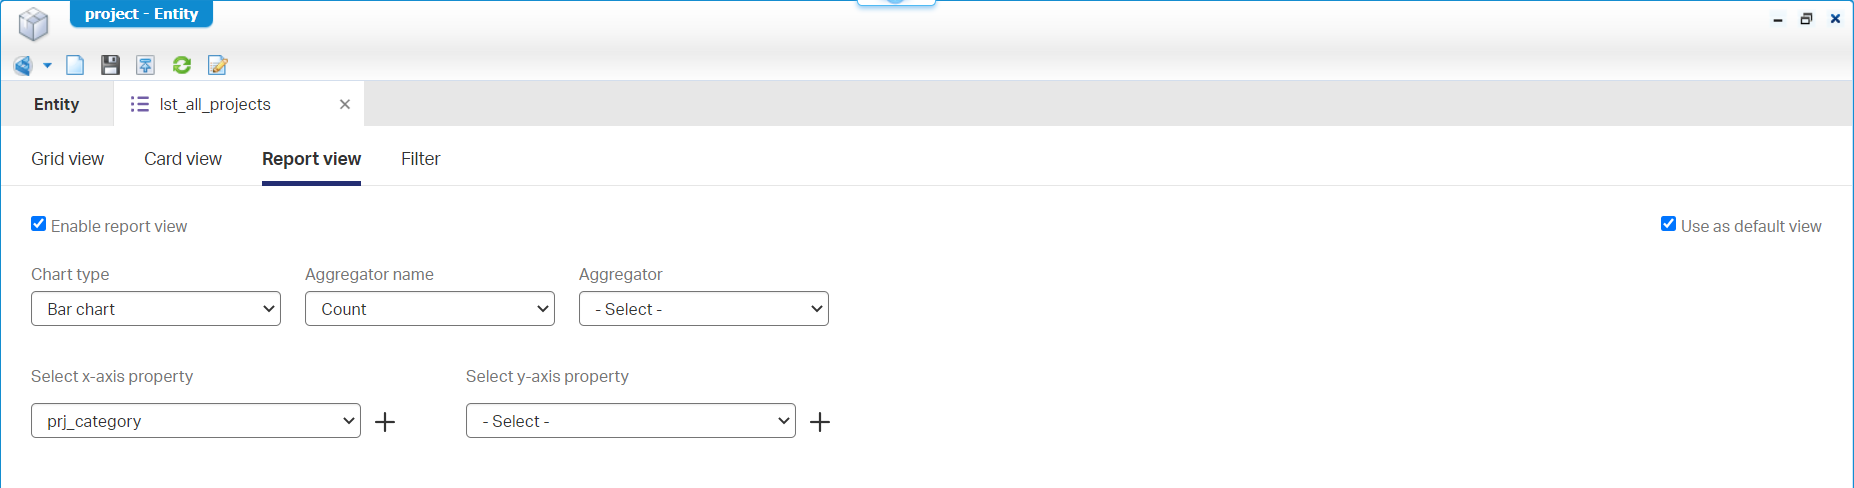 project - Entity
Entity
lst_all_projects
Grid view
Card view
Report view
Filter
Enable report view
Use as default view
Chart type
Aggregator name
Aggregator
Bar chart
Count
- Select -
Select x-axis property
Select y-axis property
prj_category
- Select -